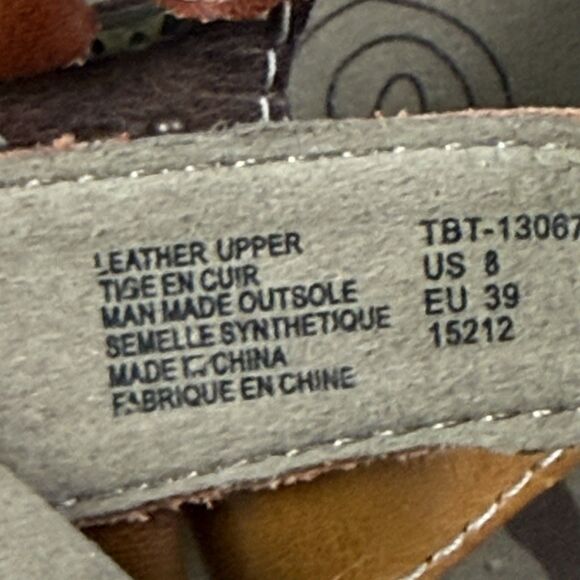 LEATHER UPPER
TIGE EN CUIR
MAN MADE OUTSOLE
SEMELLE SYNTHETIQUE
MADE IN CHINA
FABRIQUE EN CHINE
TBT-13067
US 8
EU 39
15212